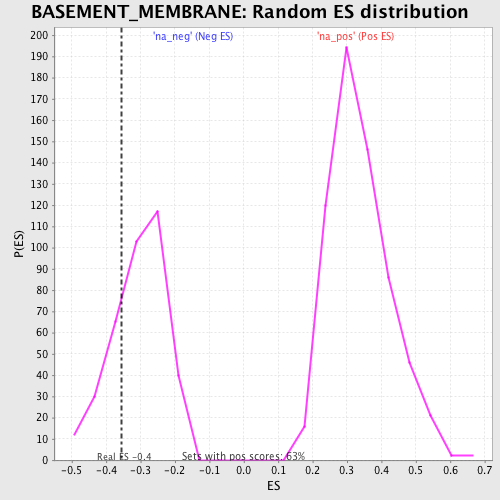 BASEMENT_MEMBRANE: Random ES distribution
'na_neg' (Neg ES)
'na_pos' (Pos ES)
200
190
180
170
160
150
140
130
120
110
100
90
80
70
60
50
40
30
20
10
0
P(ES)
Real ES -0.4
Sets with pos scores: 63%
-0.5 -0.4 -0.3 -0.2 -0.1 0.0 0.1 0.2 0.3 0.4 0.5 0.6 0.7
ES